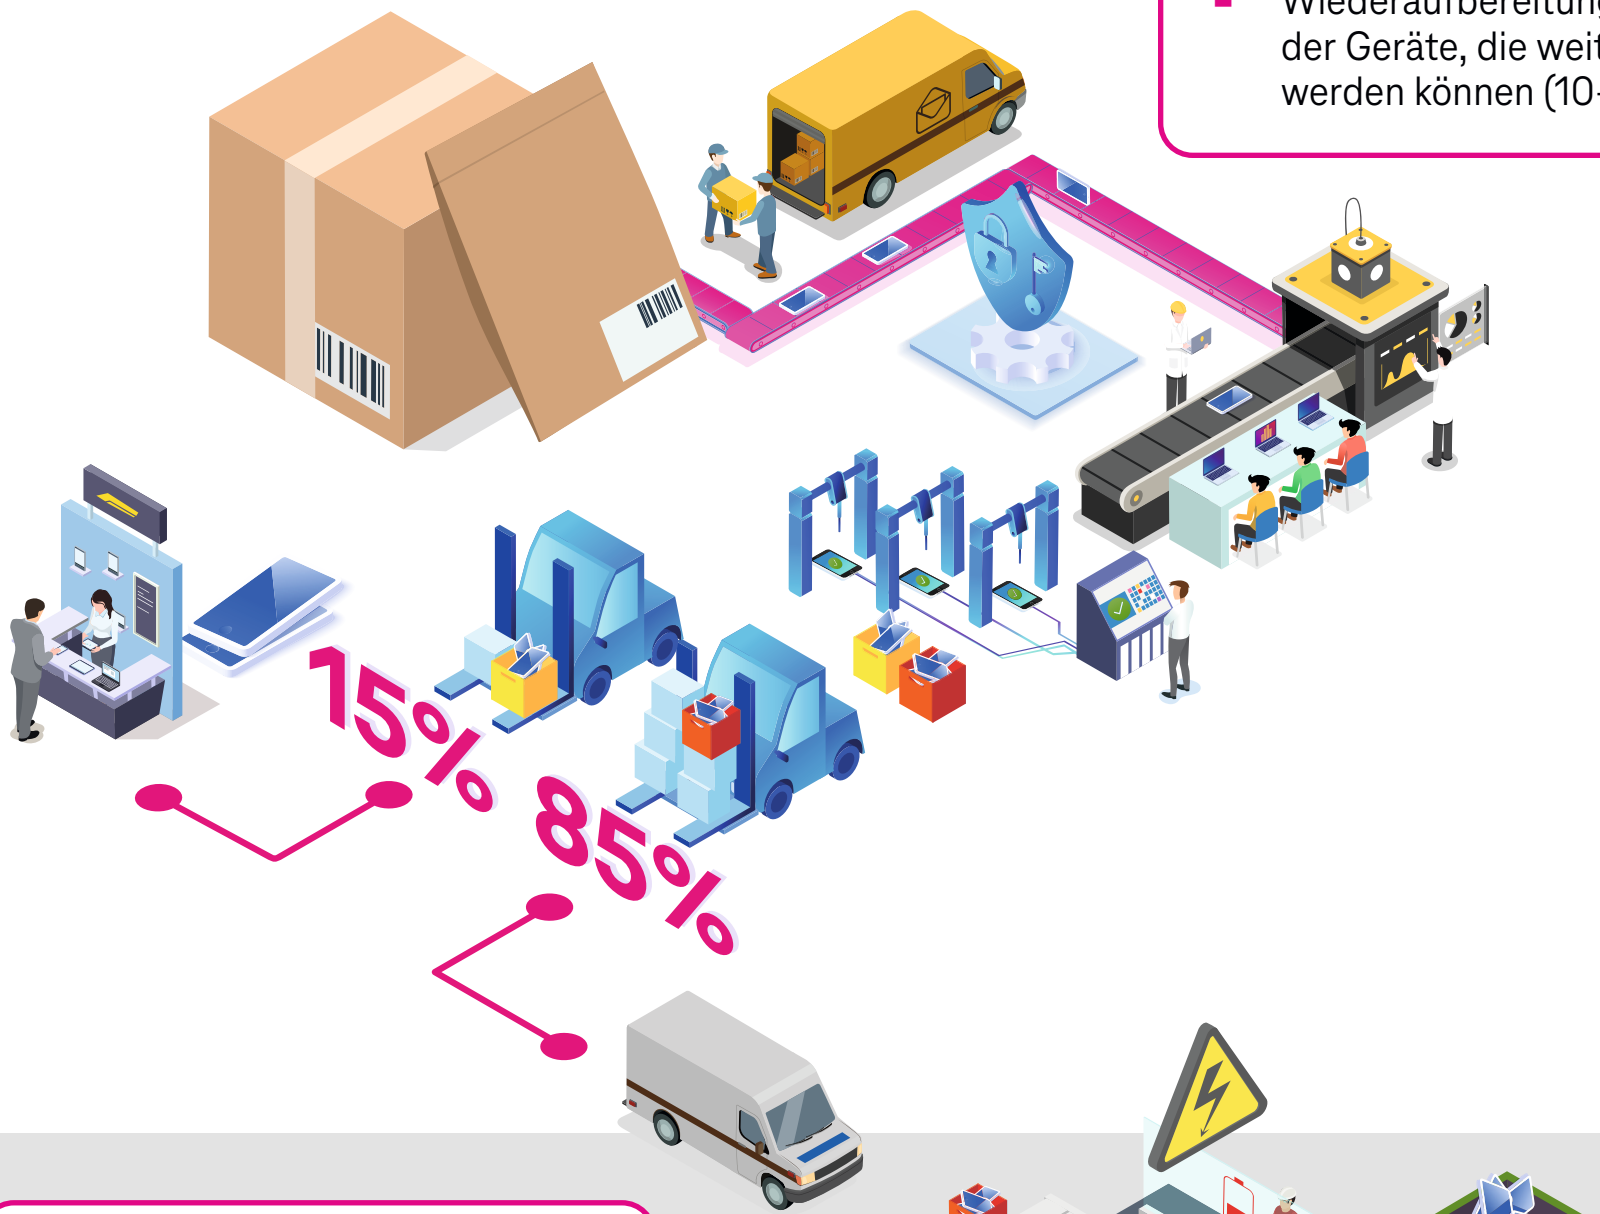 der Geräte, die weit
werden können (10-
15%
85%